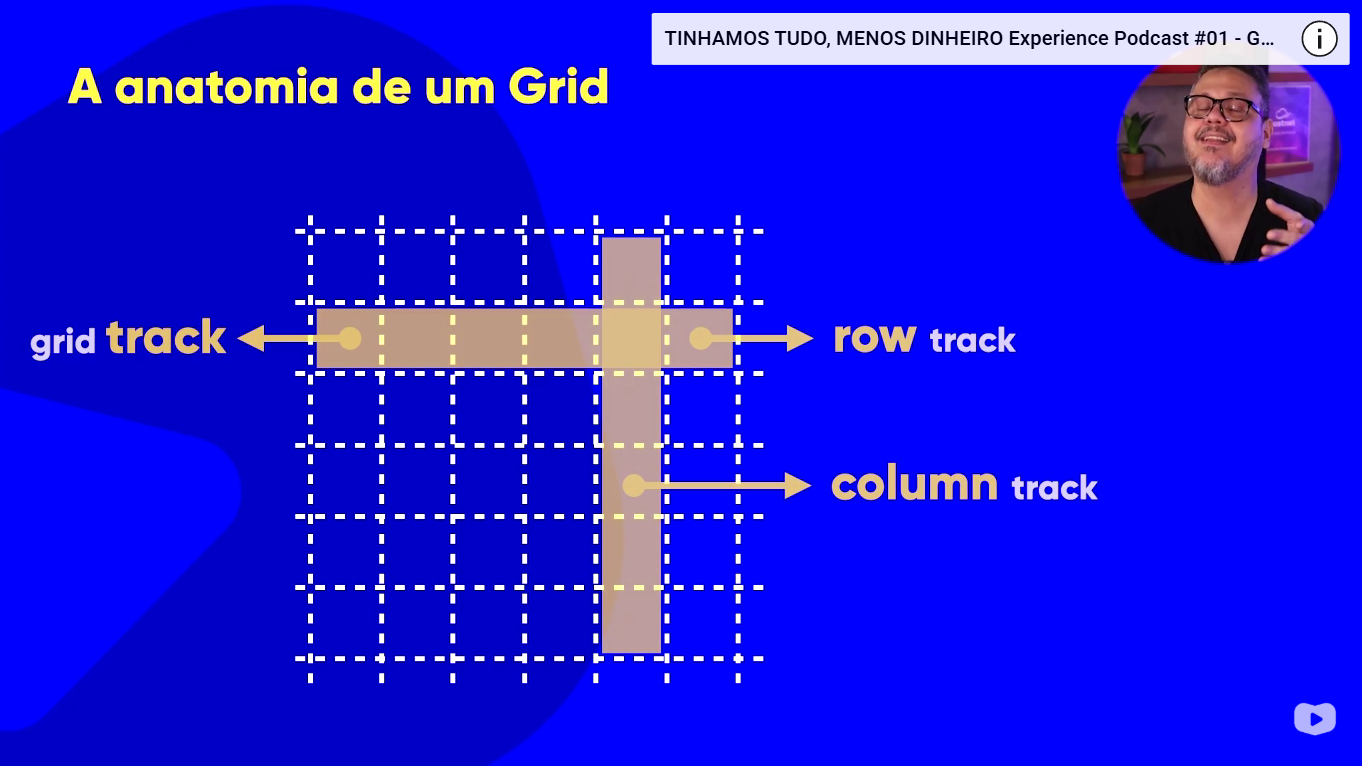 TINHAMOS TUDO, MENOS DINHEIRO Experience Podcast #01 - G...
A anatomia de um Grid
grid track
row track
column track